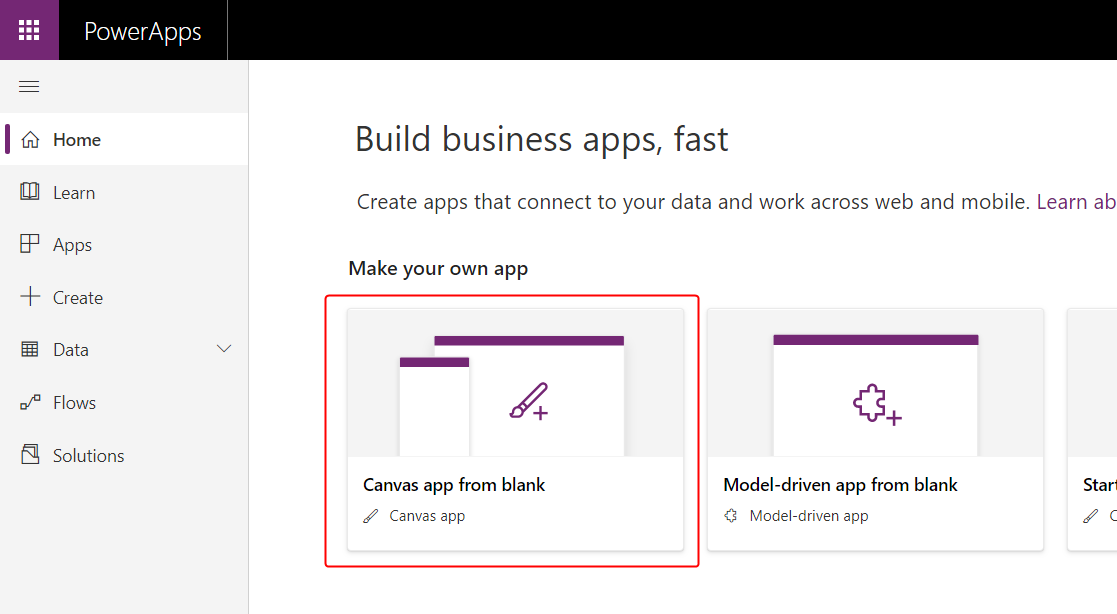 PowerApps
Home
Learn
Apps
Create
Data
Flows
Solutions
Build business apps, fast
Create apps that connect to your data and work across web and mobile. Learn ab
Make your own app
Canvas app from blank
Canvas app
Model-driven app from blank
Model-driven app
Start
C